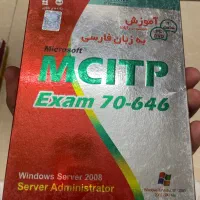 آموزش
به زبان فارسی
Microsoft
MCITP
Exam 70-646
Windows Server 2008
Server Administrator